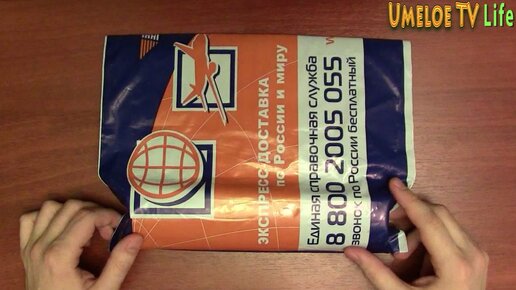 UMELOE TV LIFE
ЭКСПРЕСС-ДОСТАВКА
по России и миру
Единая справочная служба
8 800 2005 055
звонок по России бесплатный